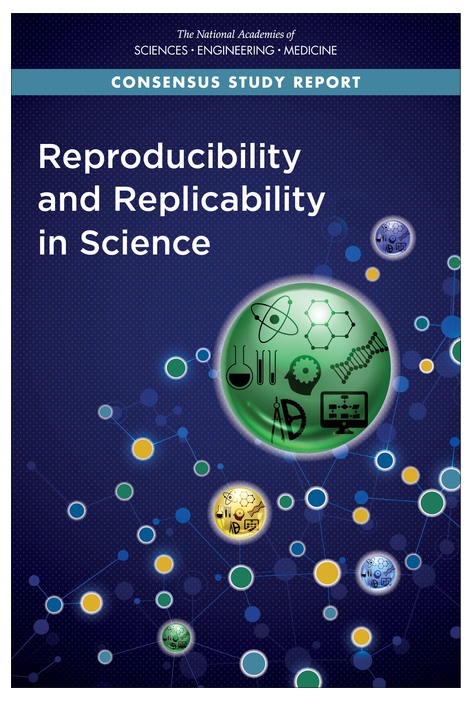 The National Academies of
SCIENCES • ENGINEERING • MEDICINE
CONSENSUS STUDY REPORT
Reproducibility
and Replicability
in Science